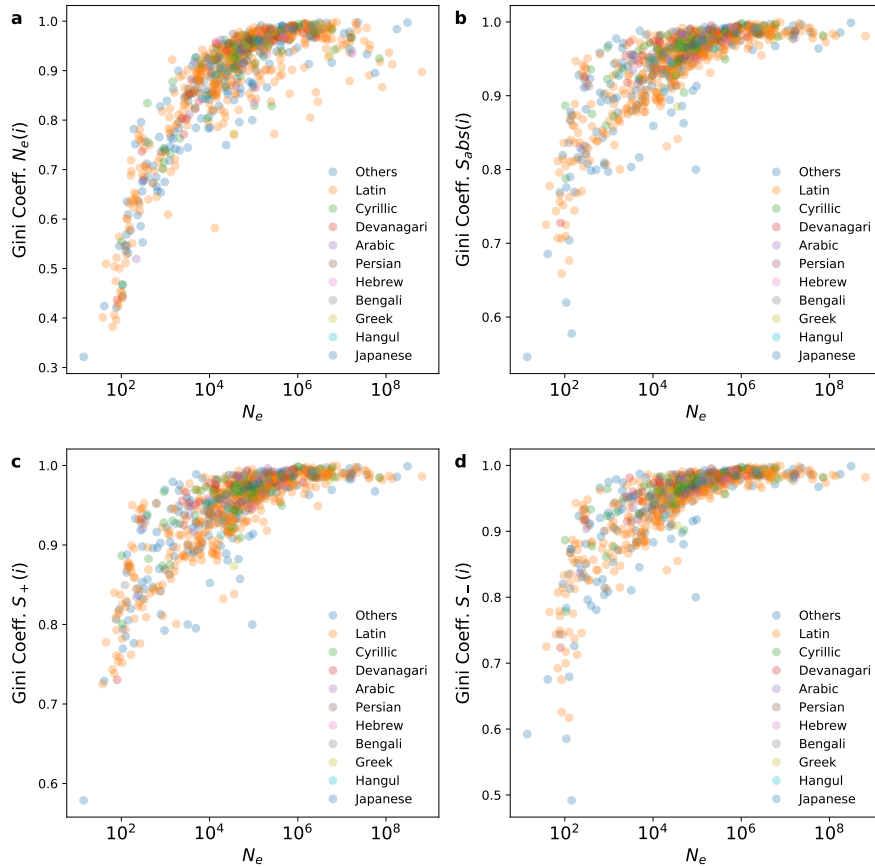 a
Gini Coeff. N_e(i)
1.0
0.9
0.8
0.7
0.6
0.5
0.4
0.3
Others
Latin
Cyrillic
Devanagari
Arabic
Persian
Hebrew
Bengali
Greek
Hangul
Japanese
10^2 10^4 10^6 10^8
N_e
b
Gini Coeff. S_abs(i)
1.0
0.9
0.8
0.7
0.6
Others
Latin
Cyrillic
Devanagari
Arabic
Persian
Hebrew
Bengali
Greek
Hangul
Japanese
10^2 10^4 10^6 10^8
N_e
c
Gini Coeff. S_+(i)
1.0
0.9
0.8
0.7
0.6
Others
Latin
Cyrillic
Devanagari
Arabic
Persian
Hebrew
Bengali
Greek
Hangul
Japanese
10^2 10^4 10^6 10^8
N_e
d
Gini Coeff. S_−(i)
1.0
0.9
0.8
0.7
0.6
0.5
Others
Latin
Cyrillic
Devanagari
Arabic
Persian
Hebrew
Bengali
Greek
Hangul
Japanese
10^2 10^4 10^6 10^8
N_e